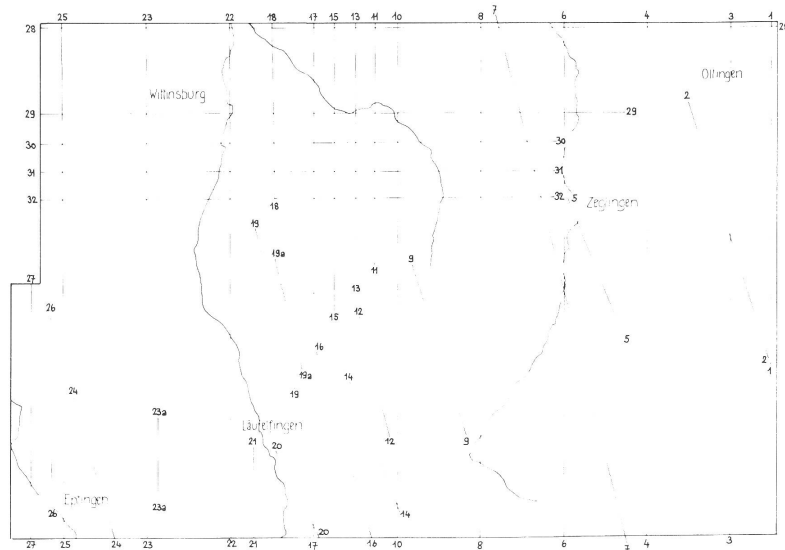 25 23 22 18 17 15 13 11 10 8 7 6 4 3 1
28 28
Wittinsburg Oltingen
2
29 29
30 30
31 31
32 32 5
18 Zeglingen
19
19a 9 1
11
27 13
26 15 12
16 5
2
24 19a 14 1
19
23a
Läufelfingen
21 20 12 9
Eptingen
26 23a 14
20
27 25 24 23 22 21 17 16 10 8 6 7 4 3